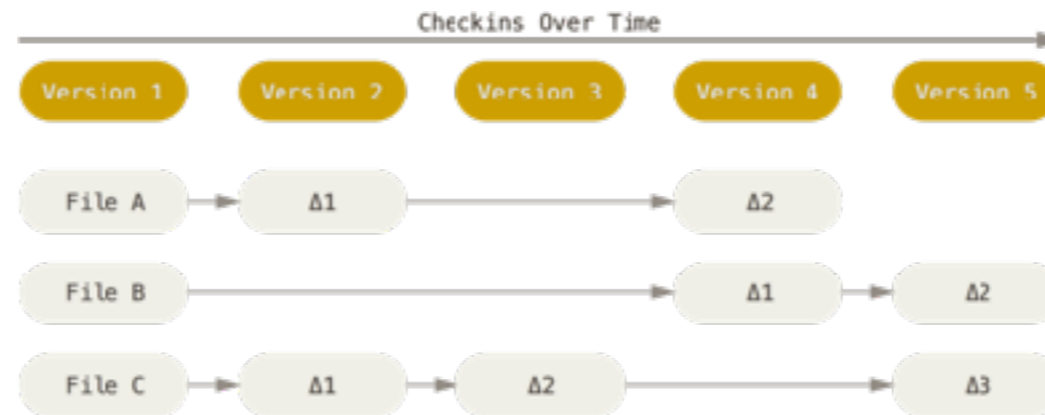 Checkins Over Time
Version 1 Version 2 Version 3 Version 4 Version 5
File A Δ1 Δ2
File B Δ1 Δ2
File C Δ1 Δ2 Δ3